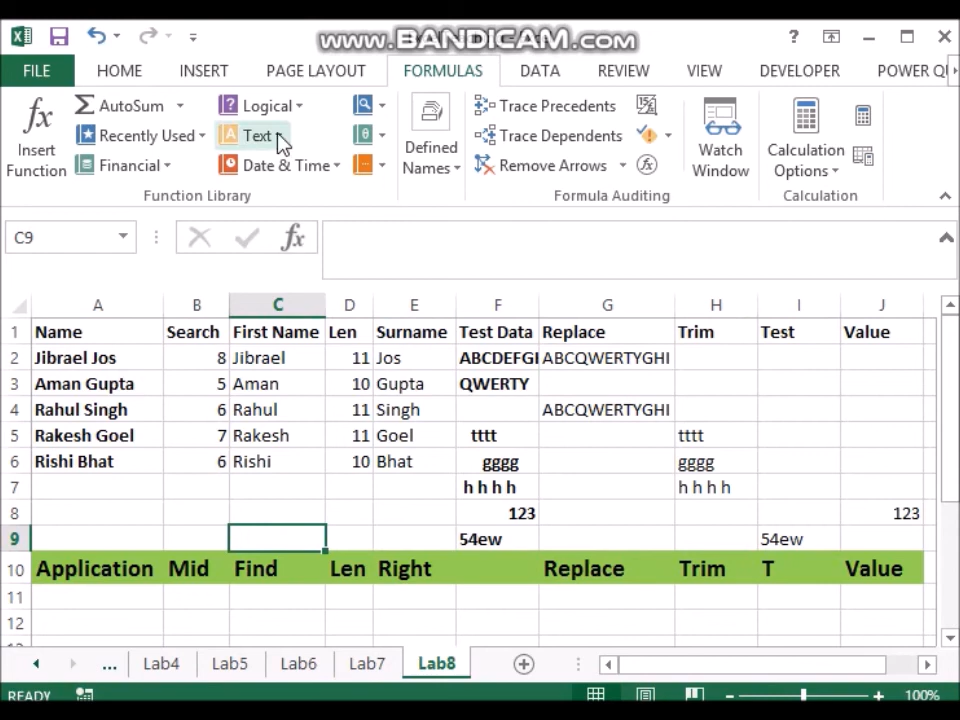 www.BANDICAM.com
FILE HOME INSERT PAGE LAYOUT FORMULAS DATA REVIEW VIEW DEVELOPER POWER QU
AutoSum Logical Trace Precedents
Recently Used Text Trace Dependents
Financial Date & Time Remove Arrows
Insert Function
Defined Names
Watch Window
Calculation Options
Function Library Formula Auditing Calculation
C9 fx
A B C D E F G H I J
1 Name Search First Name Len Surname Test Data Replace Trim Test Value
2 Jibrael Jos 8 Jibrael 11 Jos ABCDEFGI ABCQWERTYGHI
3 Aman Gupta 5 Aman 10 Gupta QWERTY
4 Rahul Singh 6 Rahul 11 Singh ABCQWERTYGHI
5 Rakesh Goel 7 Rakesh 11 Goel tttt tttt
6 Rishi Bhat 6 Rishi 10 Bhat gggg gggg
7 h h h h h h h h
8 123 123
9 54ew 54ew
10 Application Mid Find Len Right Replace Trim T Value
11
12
... Lab4 Lab5 Lab6 Lab7 Lab8
READY 100%